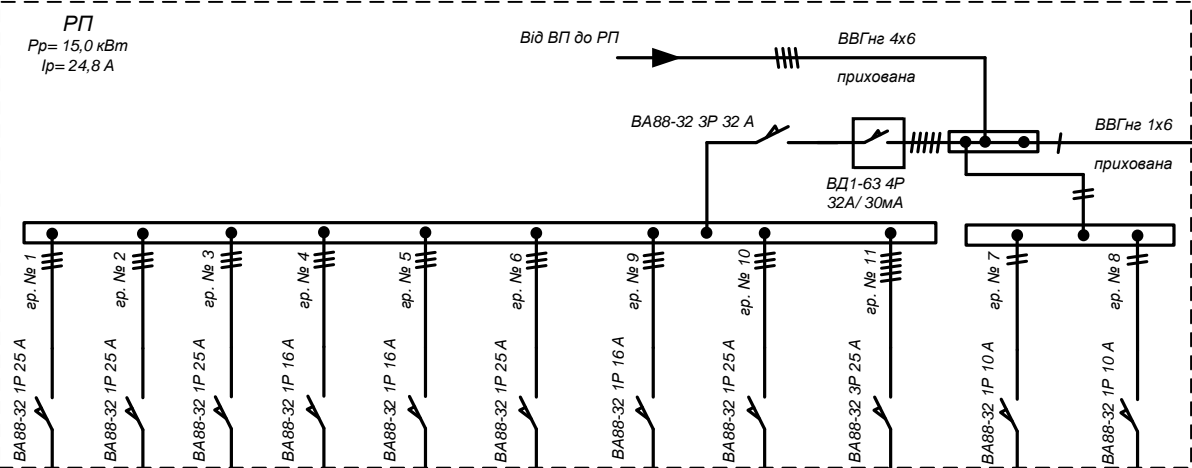 РП
Рр= 15,0 кВт
Ip= 24,8 А
Від ВП до РП
ВВГнг 4х6
прихована
ВА88-32 3Р 32 А
ВВГнг 1х6
прихована
ВД1-63 4Р
32А/ 30мА
гр. № 1
гр. № 2
гр. № 3
гр. № 4
гр. № 5
гр. № 6
гр. № 9
гр. № 10
гр. № 11
гр. № 7
гр. № 8
ВА88-32 1Р 25 А
ВА88-32 1Р 25 А
ВА88-32 1Р 25 А
ВА88-32 1Р 16 А
ВА88-32 1Р 16 А
ВА88-32 1Р 25 А
ВА88-32 1Р 16 А
ВА88-32 1Р 25 А
ВА88-32 3Р 25 А
ВА88-32 1Р 10 А
ВА88-32 1Р 10 А